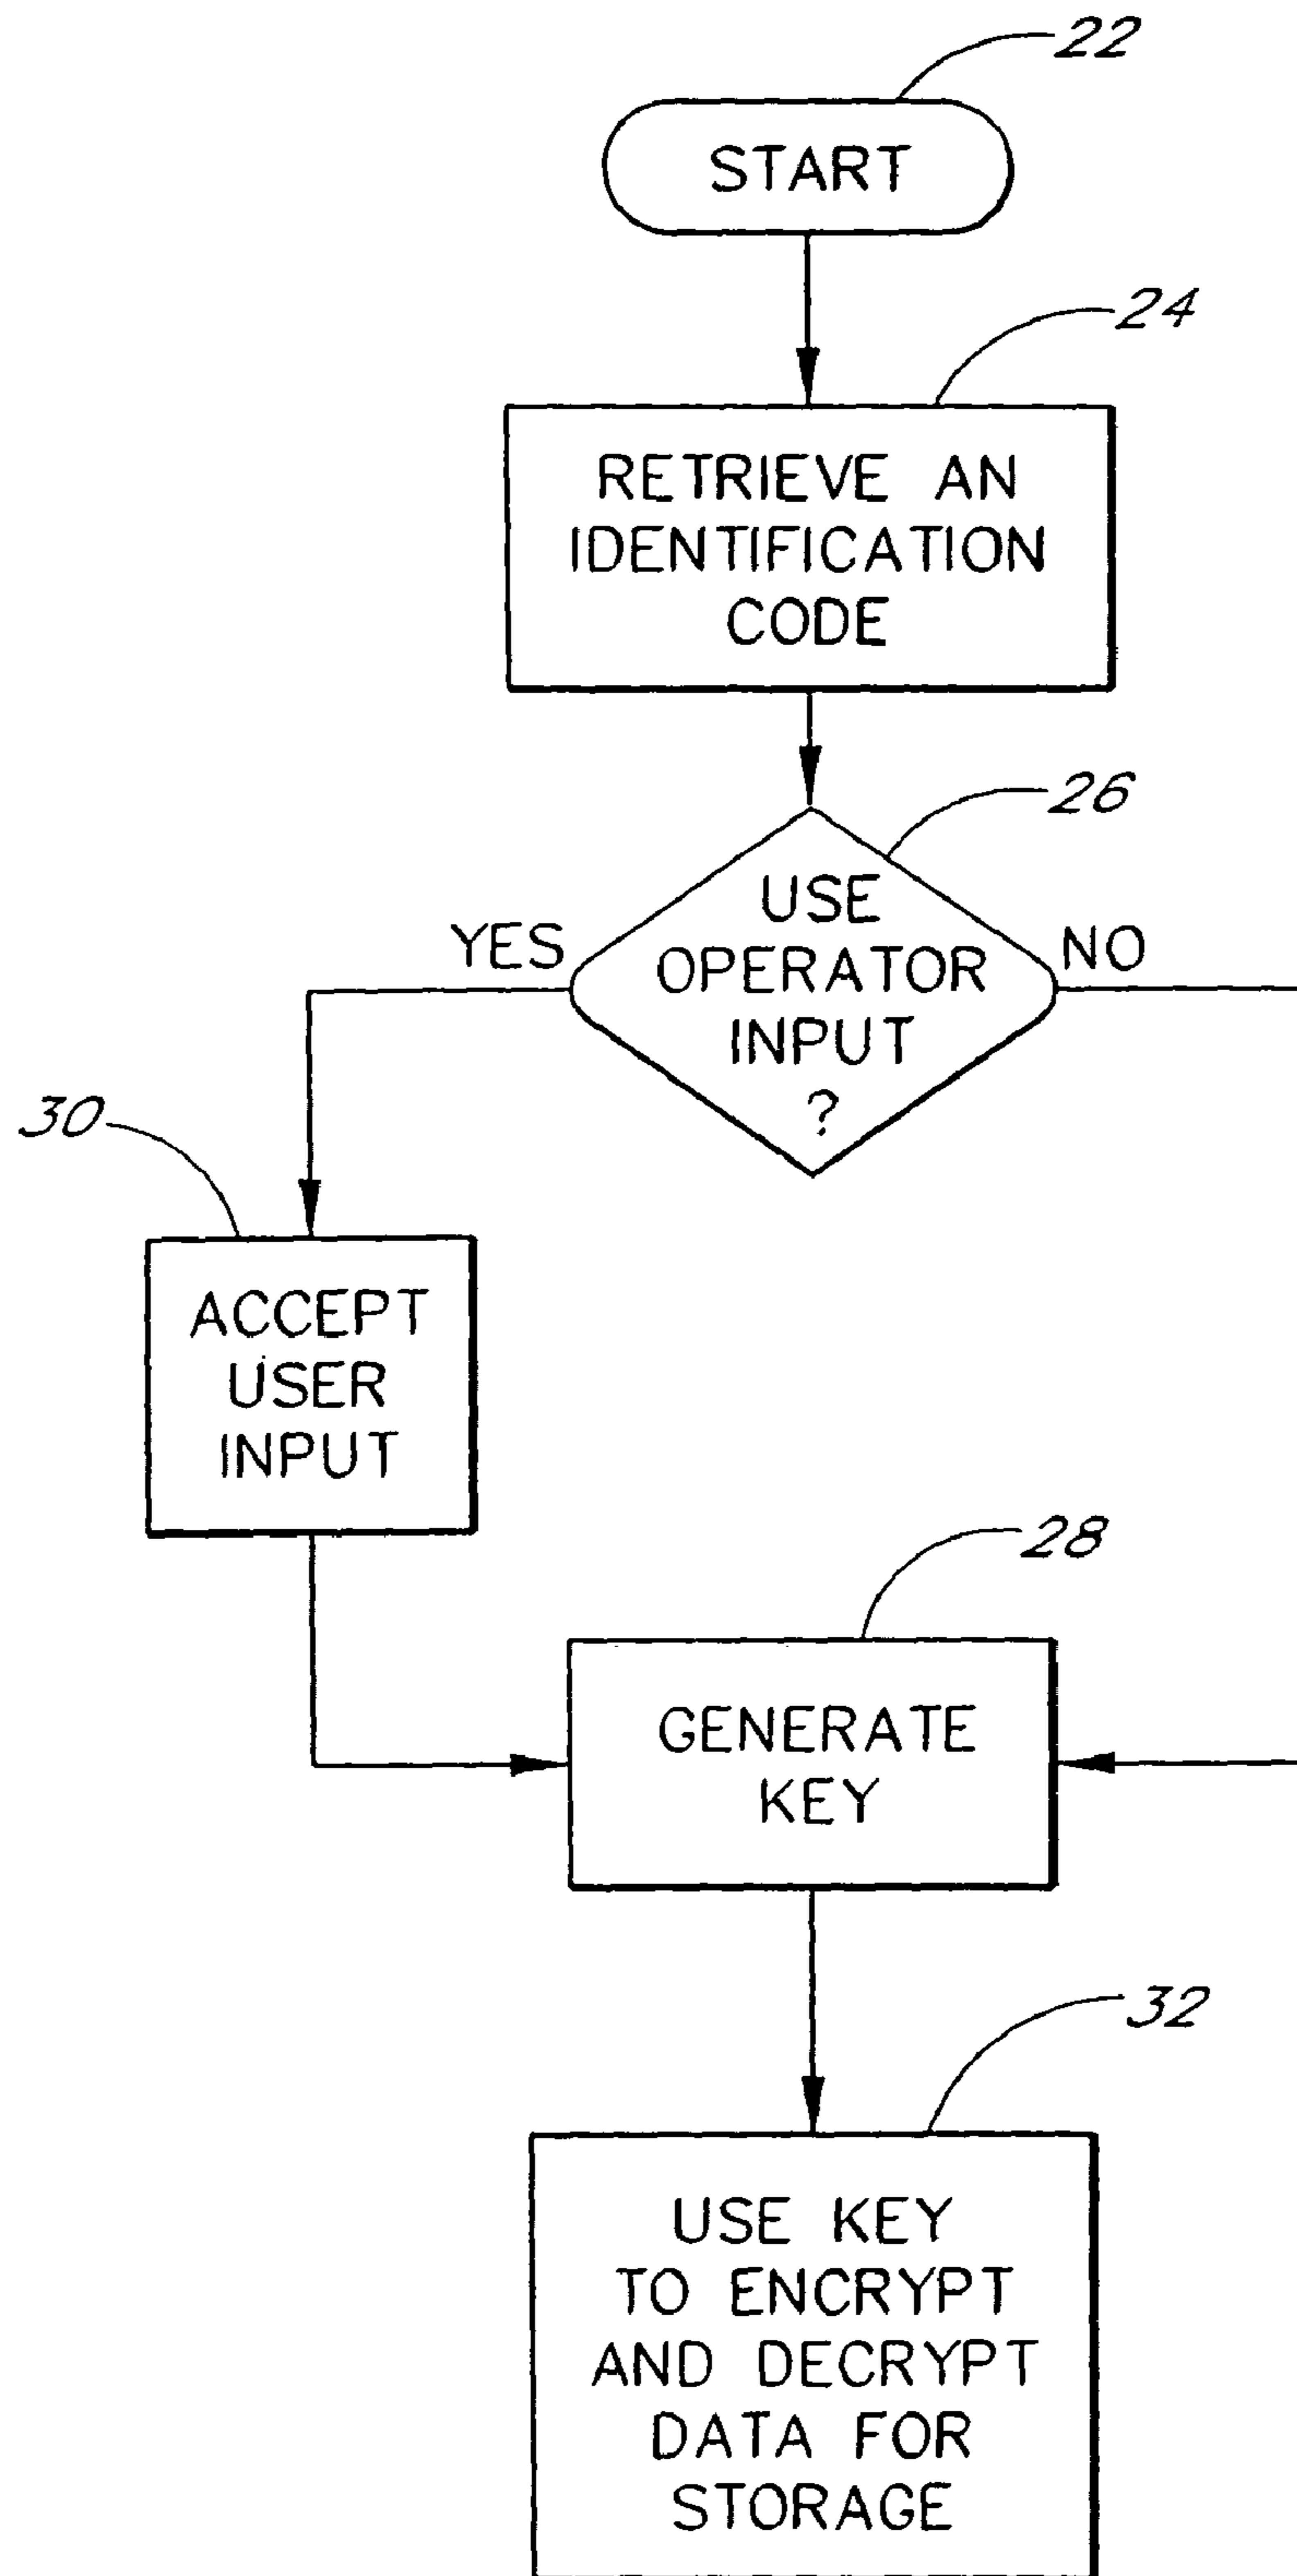 22
START
24
RETRIEVE AN
IDENTIFICATION
CODE
26
USE
OPERATOR
INPUT
?
YES
NO
30
ACCEPT
USER
INPUT
28
GENERATE
KEY
32
USE KEY
TO ENCRYPT
AND DECRYPT
DATA FOR
STORAGE